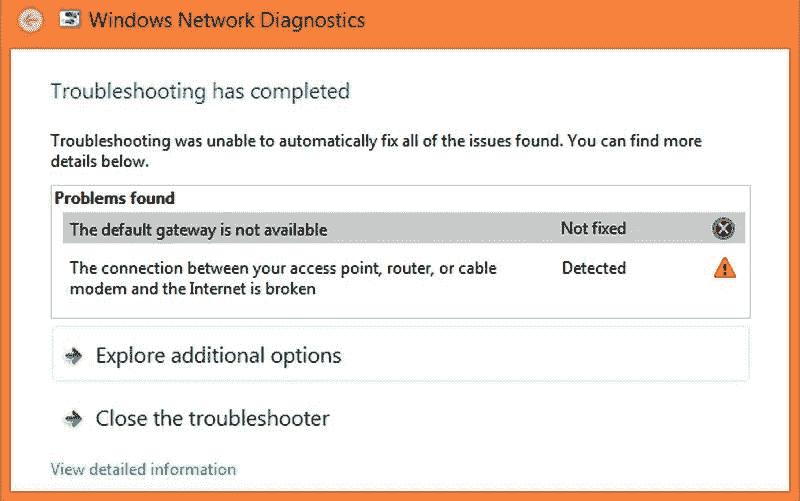 Windows Network Diagnostics
Troubleshooting has completed
Troubleshooting was unable to automatically fix all of the issues found. You can find more
details below.
Problems found
The default gateway is not available Not fixed
The connection between your access point, router, or cable Detected
modem and the Internet is broken
Explore additional options
Close the troubleshooter
View detailed information